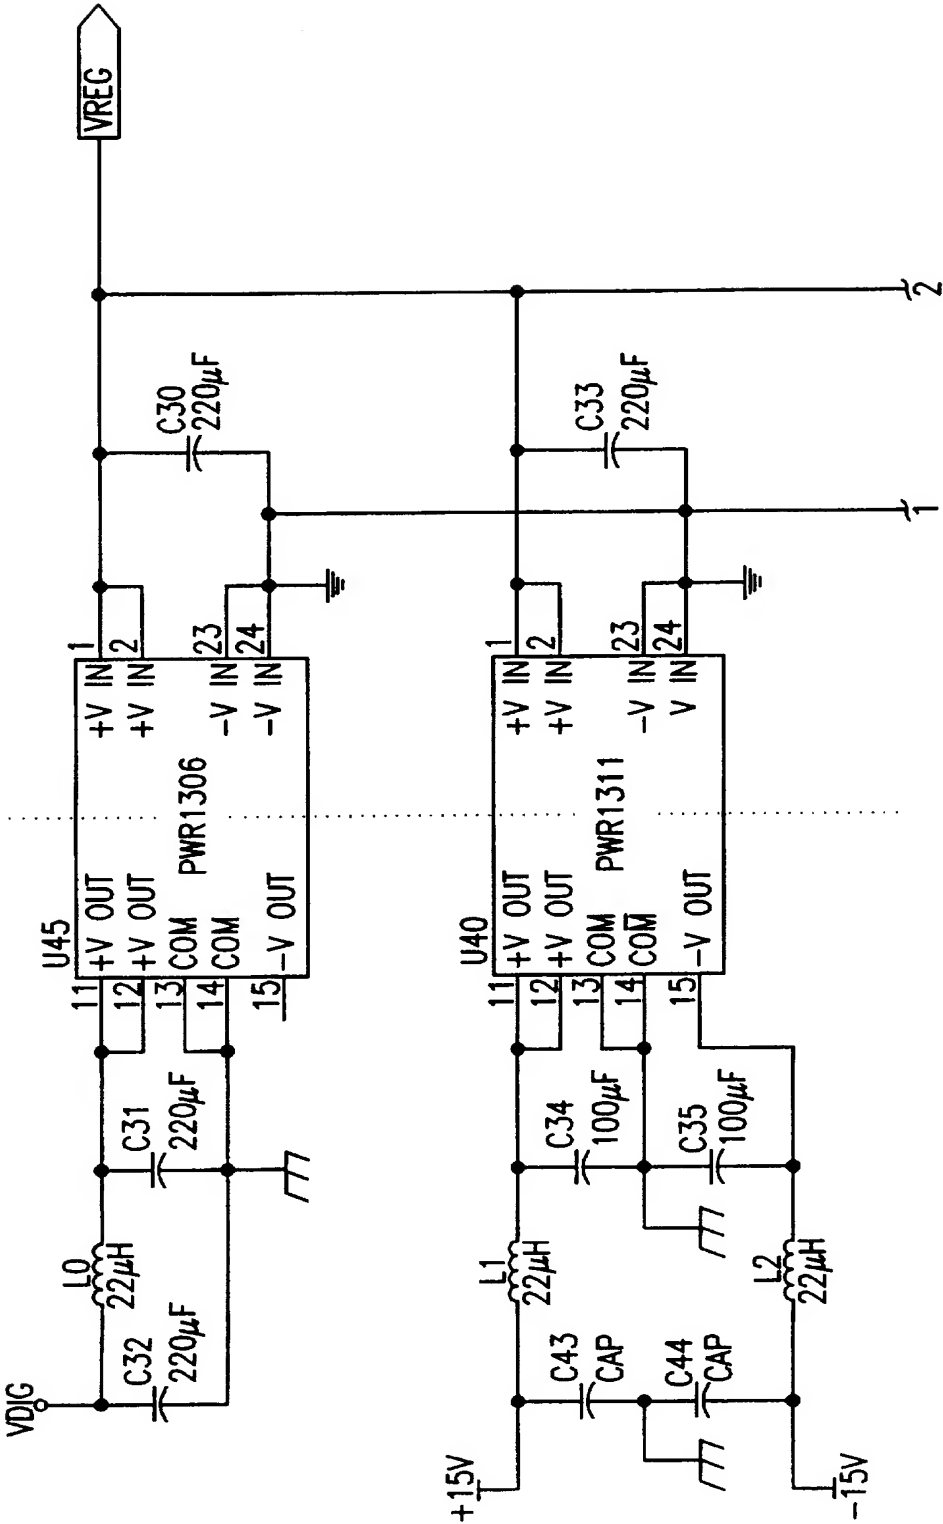 VREG
C30
220µF
1
2
23
24
+V IN
+V IN
-V IN
-V IN
PWR1306
U45
+V OUT
+V OUT
COM
COM
-V OUT
11
12
13
14
15
C31
220µF
L0
22µH
C32
220µF
VDIG
2
1
C33
220µF
1
2
23
24
+V IN
+V IN
-V IN
V IN
PWR1311
U40
+V OUT
+V OUT
COM
COM
-V OUT
11
12
13
14
15
C34
100µF
C35
100µF
L1
22µH
L2
22µH
C43
CAP
C44
CAP
+15V
-15V